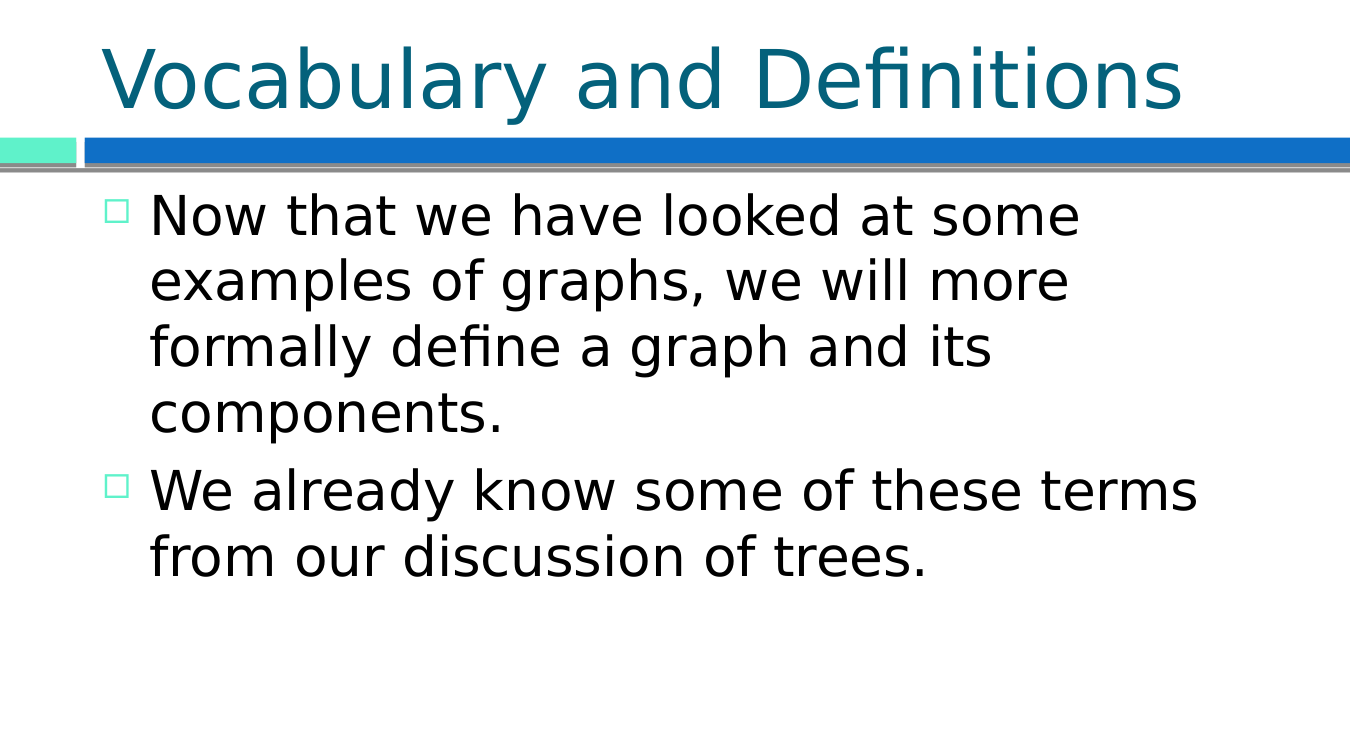 Vocabulary and Definitions
Now that we have looked at some
examples of graphs, we will more
formally define a graph and its
components.
We already know some of these terms
from our discussion of trees.